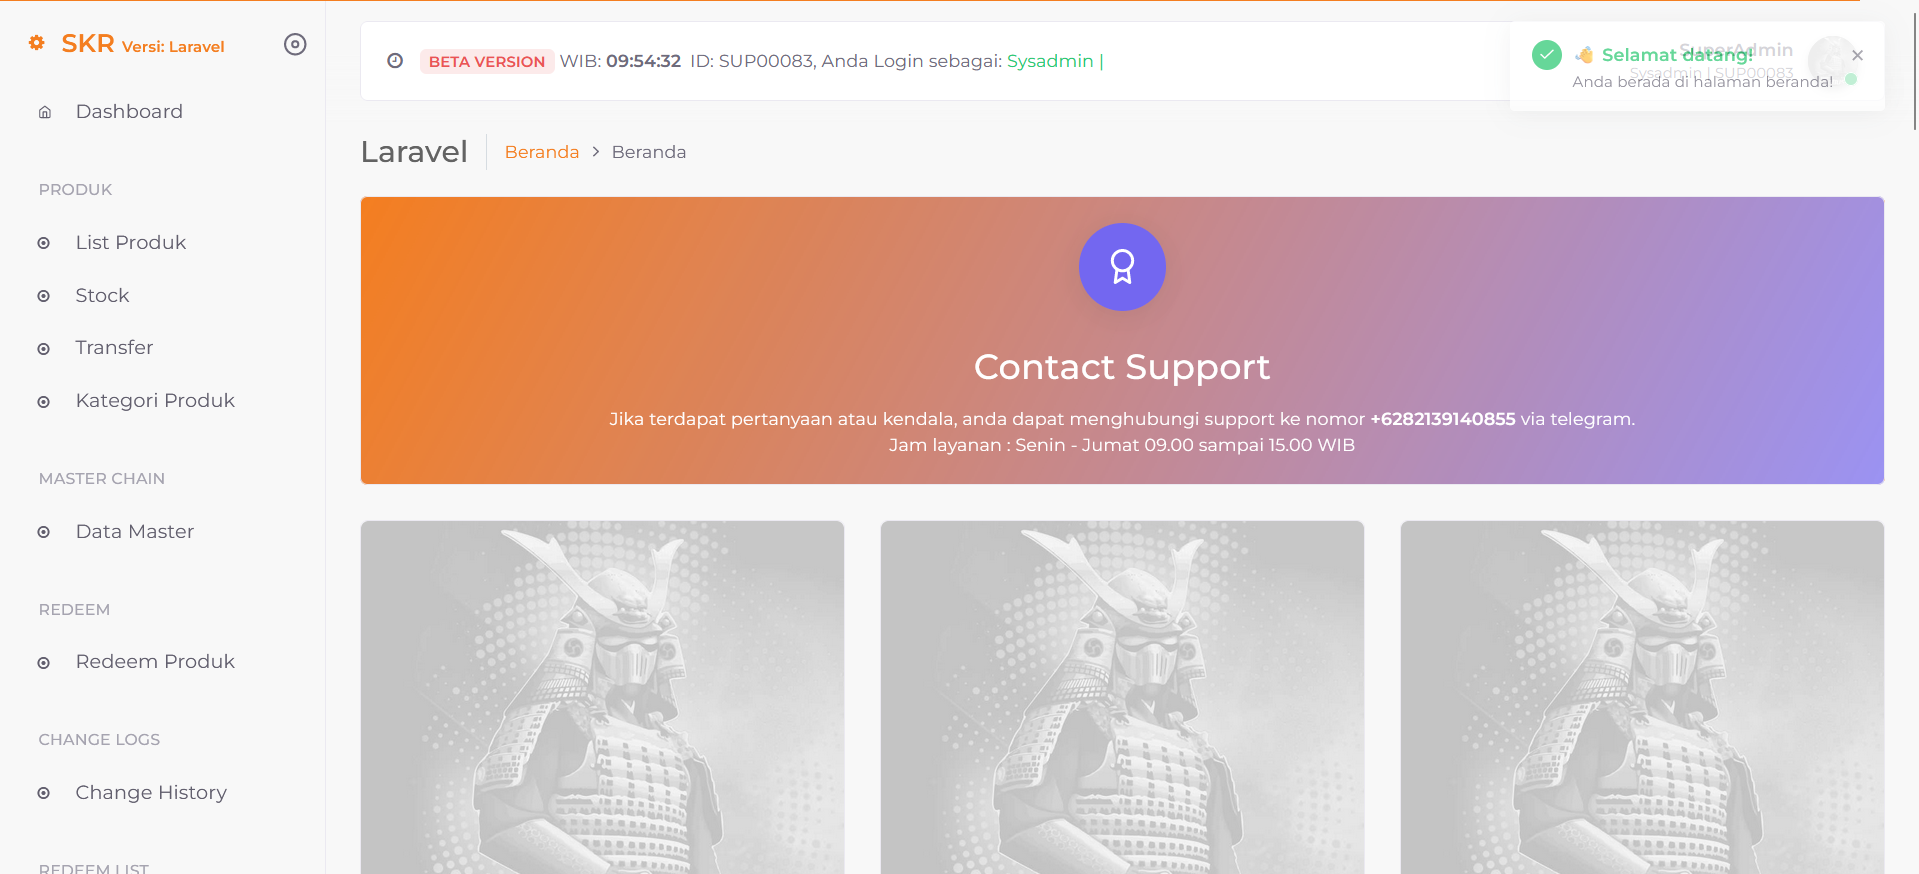 SKR Versi: Laravel
Dashboard
PRODUK
List Produk
Stock
Transfer
Kategori Produk
MASTER CHAIN
Data Master
REDEEM
Redeem Produk
CHANGE LOGS
Change History
REDEEM LIST
BETA VERSION WIB: 09:54:32 ID: SUP00083, Anda Login sebagai: Sysadmin |
SuperAdmin
Sysadmin | SUP00083
Selamat datang!
Anda berada di halaman beranda!
Laravel
Beranda > Beranda
Contact Support
Jika terdapat pertanyaan atau kendala, anda dapat menghubungi support ke nomor +6282139140855 via telegram.
Jam layanan : Senin - Jumat 09.00 sampai 15.00 WIB